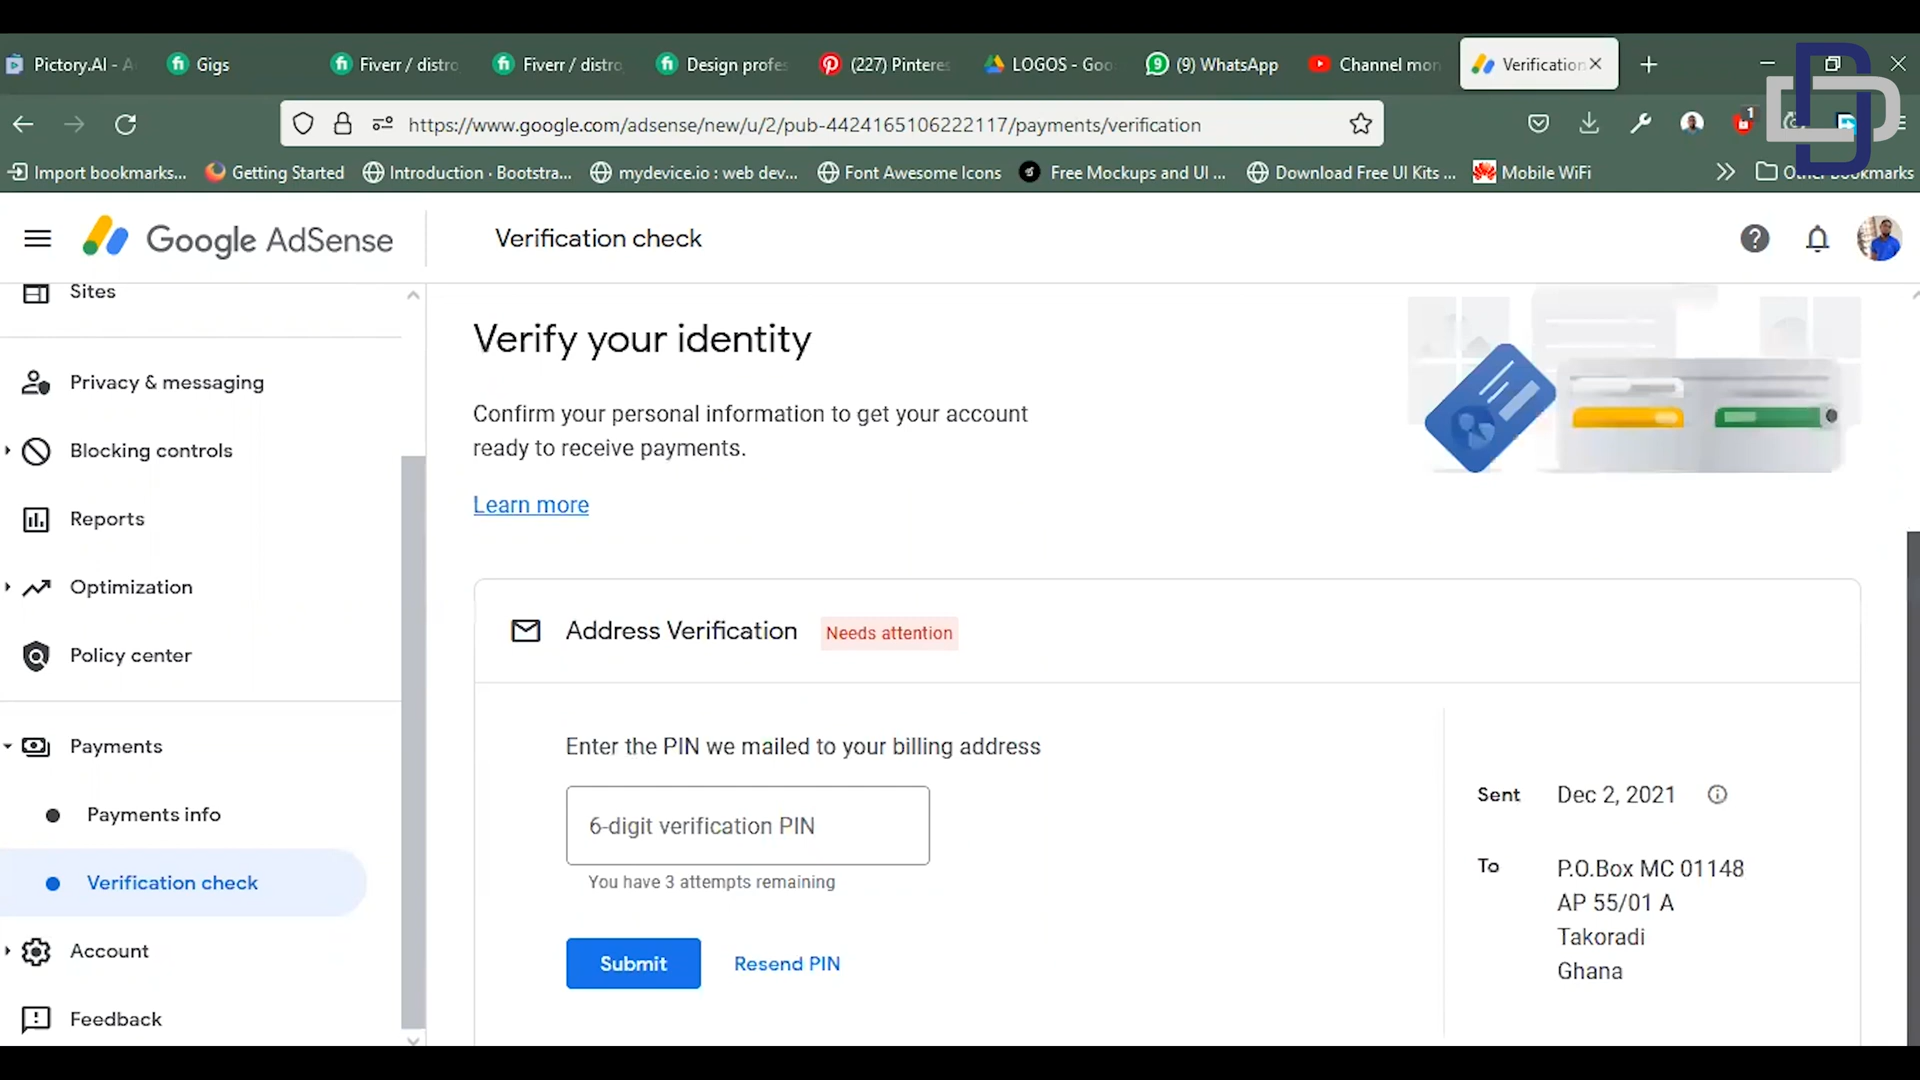 Pictory.AI - A
Gigs
Fiverr / distro
Fiverr / distro
Design profes
(227) Pinteres
LOGOS - Goo
(9) WhatsApp
Channel mon
Verification
https://www.google.com/adsense/new/u/2/pub-4424165106222117/payments/verification
1
Import bookmarks...
Getting Started
Introduction · Bootstra...
mydevice.io : web dev...
Font Awesome Icons
Free Mockups and UI ...
Download Free UI Kits ...
Mobile WiFi
Other Bookmarks
Google AdSense
Verification check
Sites
Privacy & messaging
Blocking controls
Reports
Optimization
Policy center
Payments
Payments info
Verification check
Account
Feedback
Verify your identity
Confirm your personal information to get your account
ready to receive payments.
Learn more
Address Verification
Needs attention
Enter the PIN we mailed to your billing address
6-digit verification PIN
You have 3 attempts remaining
Submit
Resend PIN
Sent Dec 2, 2021
To P.O.Box MC 01148
AP 55/01 A
Takoradi
Ghana